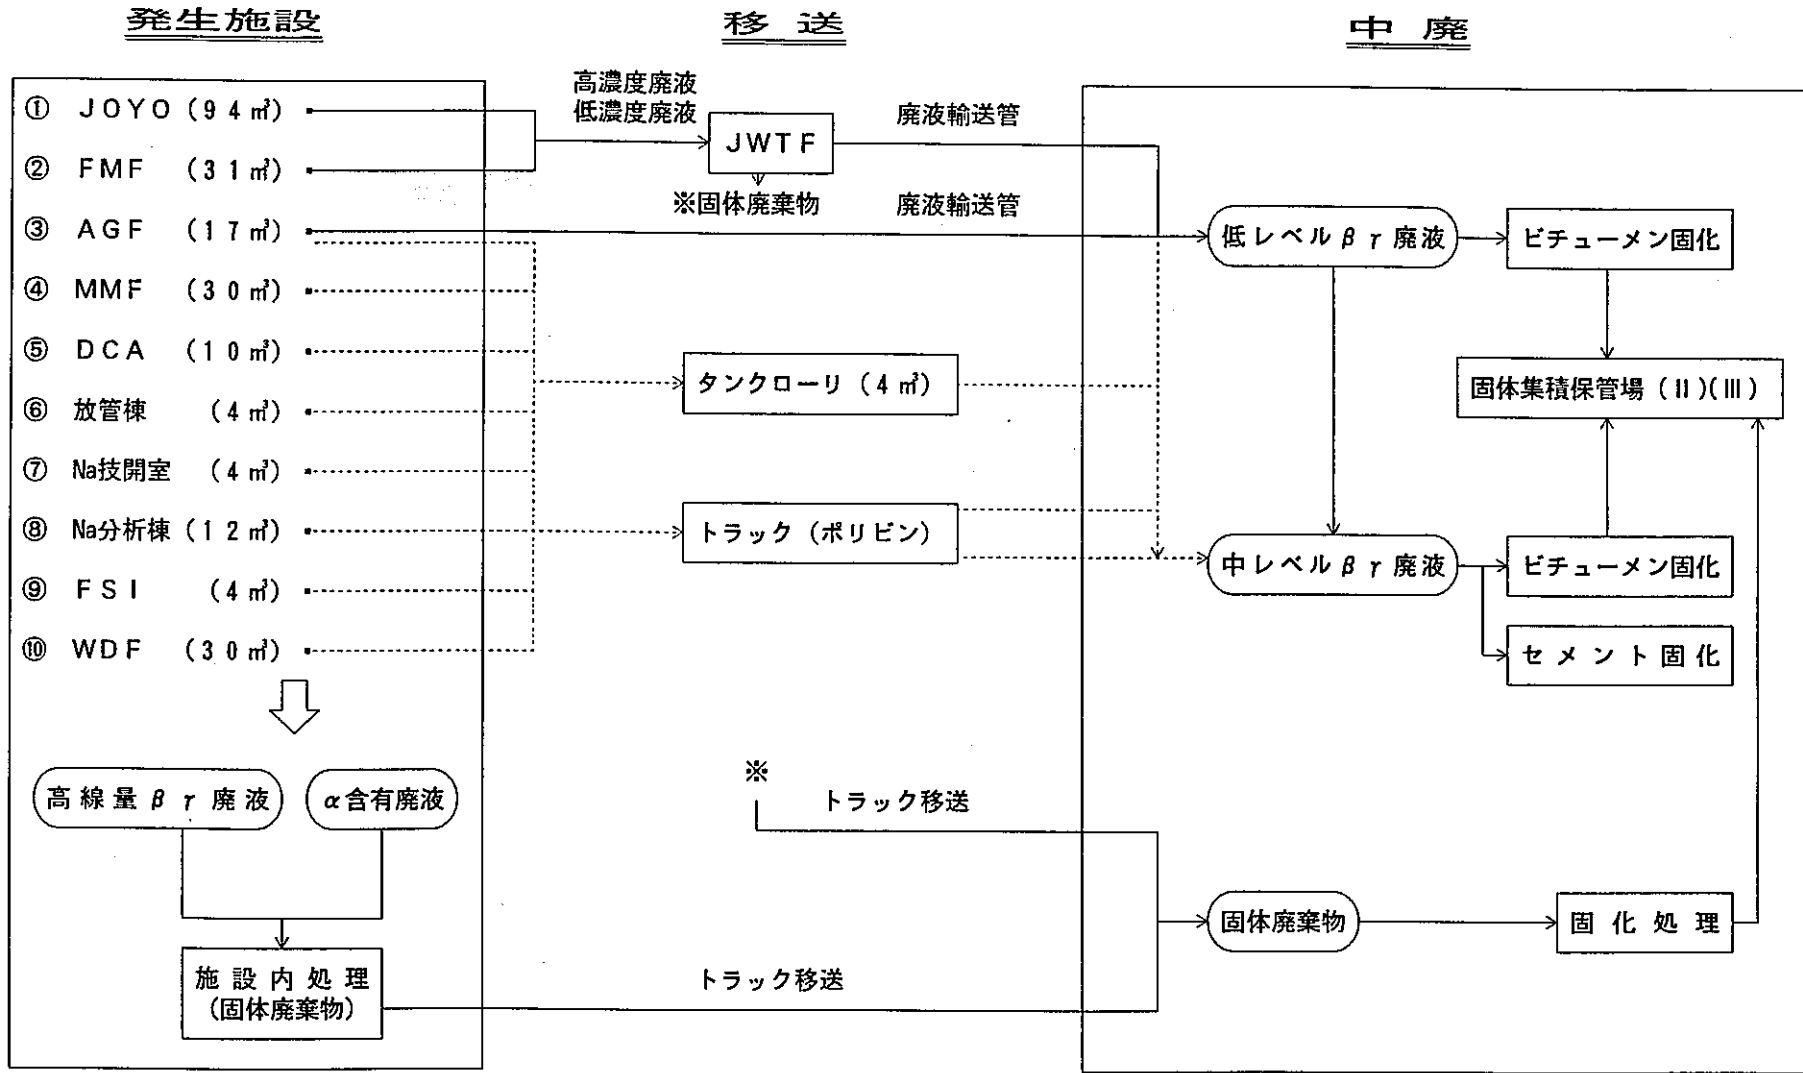 発生施設
移 送
中 廃
① JOYO (94㎥)
② FMF (31㎥)
③ AGF (17㎥)
④ MMF (30㎥)
⑤ DCA (10㎥)
⑥ 放管棟 (4㎥)
⑦ Na技開室 (4㎥)
⑧ Na分析棟 (12㎥)
⑨ FSI (4㎥)
⑩ WDF (30㎥)
高線量βγ廃液
α含有廃液
施設内処理
(固体廃棄物)
高濃度廃液
低濃度廃液
JWTF
※固体廃棄物
廃液輸送管
廃液輸送管
タンクローリ (4㎥)
トラック (ポリビン)
※
トラック移送
トラック移送
低レベルβγ廃液
ビチューメン固化
固体集積保管場 (II)(III)
中レベルβγ廃液
ビチューメン固化
セメント固化
固体廃棄物
固化処理